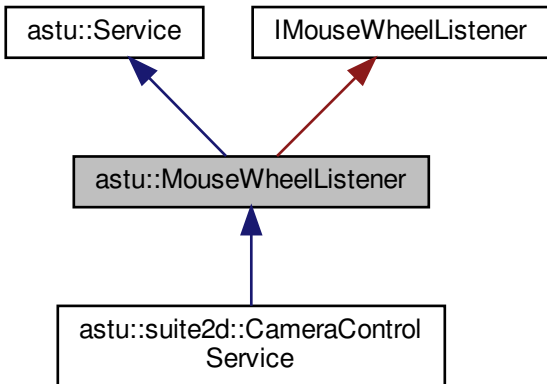 astu::Service
IMouseWheelListener
astu::MouseWheelListener
astu::suite2d::CameraControl
Service